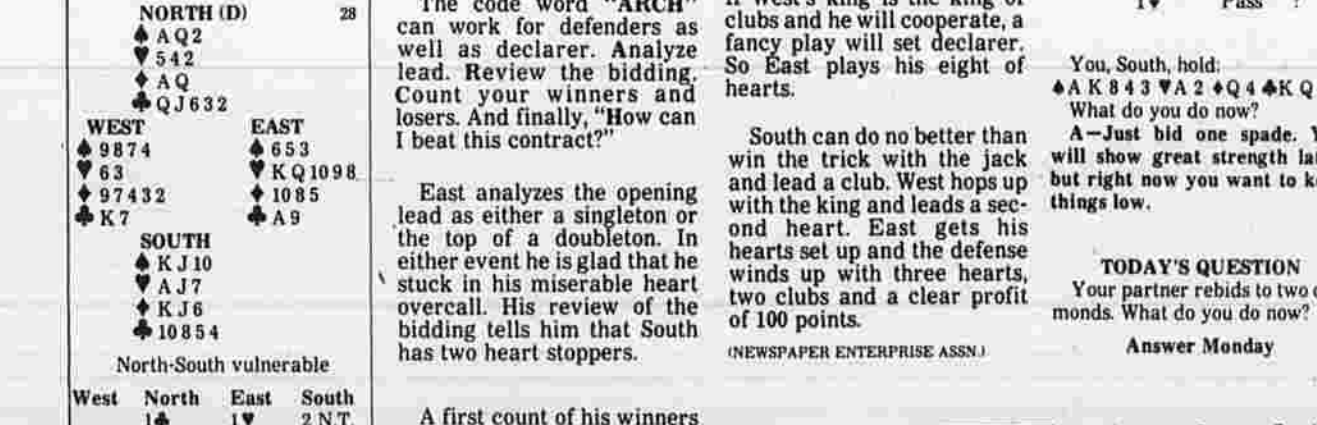 NORTH (D) 28
♠ A Q 2
♥ 5 4 2
♦ A Q
♣ Q J 6 3 2
WEST EAST
♠ 9 8 7 4 ♠ 6 5 3
♥ 6 3 ♥ K Q 10 9 8
♦ 9 7 4 3 2 ♦ 10 8 5
♣ K 7 ♣ A 9
SOUTH
♠ K J 10
♥ A J 7
♦ K J 6
♣ 10 8 5 4
North-South vulnerable
West North East South
1♣ 1♥ 2 N.T.
The code word "ARCH"
can work for defenders as
well as declarer. Analyze
lead. Review the bidding.
Count your winners and
losers. And finally, "How can
I beat this contract?"
East analyzes the opening
lead as either a singleton or
the top of a doubleton. In
either event he is glad that he
stuck in his miserable heart
overcall. His review of the
bidding tells him that South
has two heart stoppers.
A first count of his winners
If West's king is the king of
clubs and he will cooperate, a
fancy play will set declarer.
So East plays his eight of
hearts.
South can do no better than
win the trick with the jack
and lead a club. West hops up
with the king and leads a sec-
ond heart. East gets his
hearts set up and the defense
winds up with three hearts,
two clubs and a clear profit
of 100 points.
(NEWSPAPER ENTERPRISE ASSN.)
1♥ Pass ?
You, South, hold:
♠A K 8 4 3 ♥A 2 ♦Q 4 ♣K Q
What do you do now?
A—Just bid one spade.
will show great strength
but right now you want to
things low.
TODAY'S QUESTION
Your partner rebids to two
monds. What do you do now?
Answer Monday